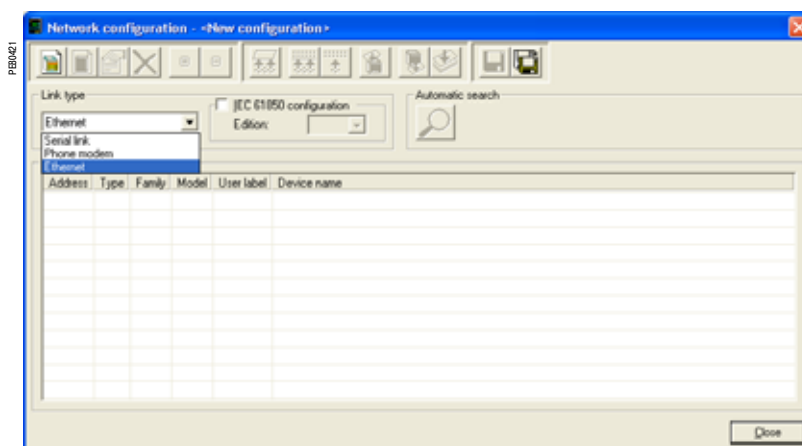 Network configuration - <New configuration>
PEB0421
Link type
IEC 61850 configuration
Automatic search
Ethernet
Edition:
Serial link
Phone modem
Ethernet
Address Type Family Model User label Device name
Close